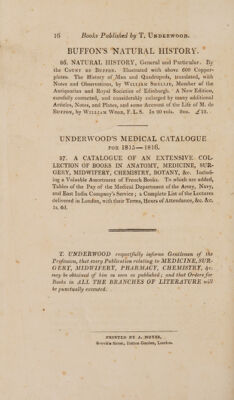 16 Books Published by T. UNDERWOOD.
BUFFON'S NATURAL HISTORY.
86. NATURAL HISTORY, General and Particular. By
the COUNT DE BUFFON. Illustrated with above 600 Copper-
plates. The History of Man and Quadrupeds, translated, with
Notes and Observations, by WILLIAM SMELLIE, Member of the
Antiquarian and Royal Societies of Edinburgh. A New Edition,
carefully corrected, and considerably enlarged by many additional
Articles, Notes, and Plates, and some Account of the Life of M. de
BUFFON, by WILLIAM WOOD, F.L.S. In 20 vols. 8vo.
UNDERWOOD'S MEDICAL CATALOGUE
FOR 1815—1816.
87. A CATALOGUE OF AN EXTENSIVE COL-
LECTION OF BOOKS IN ANATOMY, MEDICINE, SUR-
GERY, MIDWIFERY, CHEMISTRY, BOTANY, &c. Includ-
ing a Valuable Assortment of French Books. To which are added,
Tables of the Pay of the Medical Department of the Army, Navy,
and East India Company's Service; a Complete List of the Lectures
delivered in London, with their Terms, Hours of Attendance, &c. &c.
1s. 6d.
T. UNDERWOOD respectfully informs Gentlemen of the
Profession, that every Publication relating to MEDICINE, SUR-
GERY, MIDWIFERY, PHARMACY, CHEMISTRY, &c.
may be obtained of him as soon as published; and that Orders for
Books in ALL THE BRANCHES OF LITERATURE will
be punctually executed.
PRINTED BY A. NOYES,
Greville Street, Hatton Garden, London.